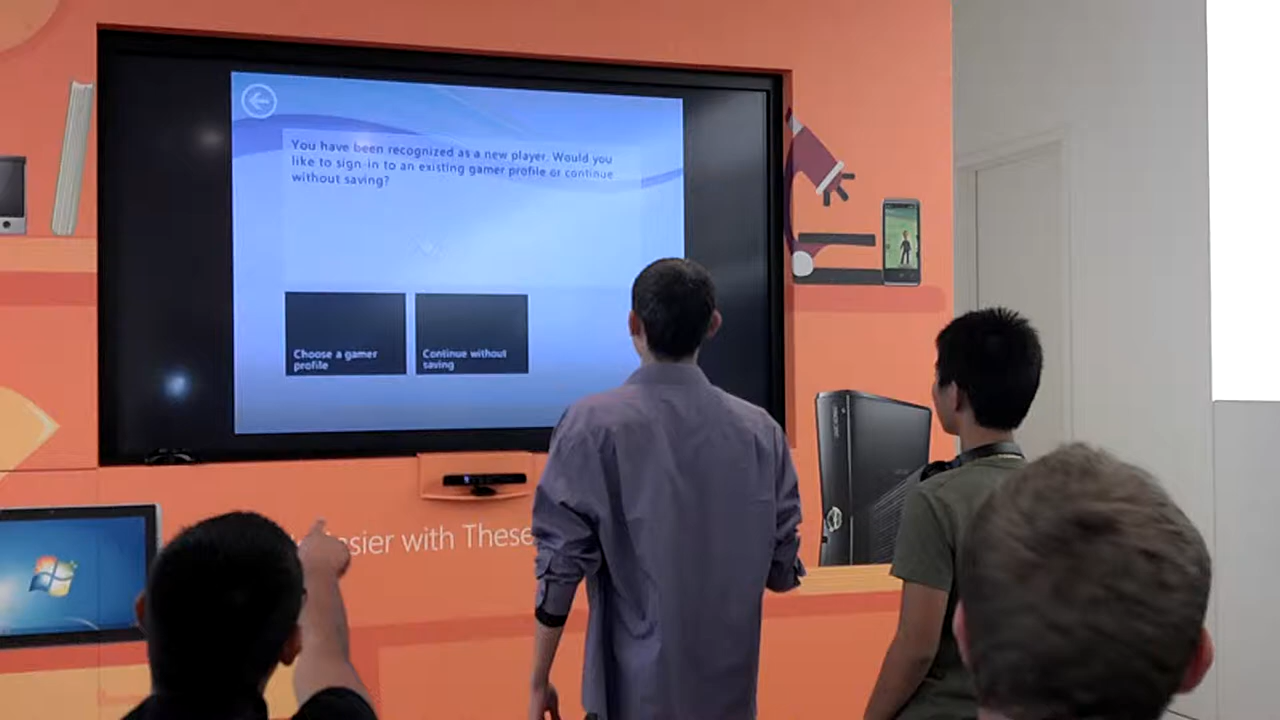 You have been recognized as a new player. Would you
like to sign-in to an existing gamer profile or continue
without saving?
Choose a gamer
profile
Continue without
saving
with These